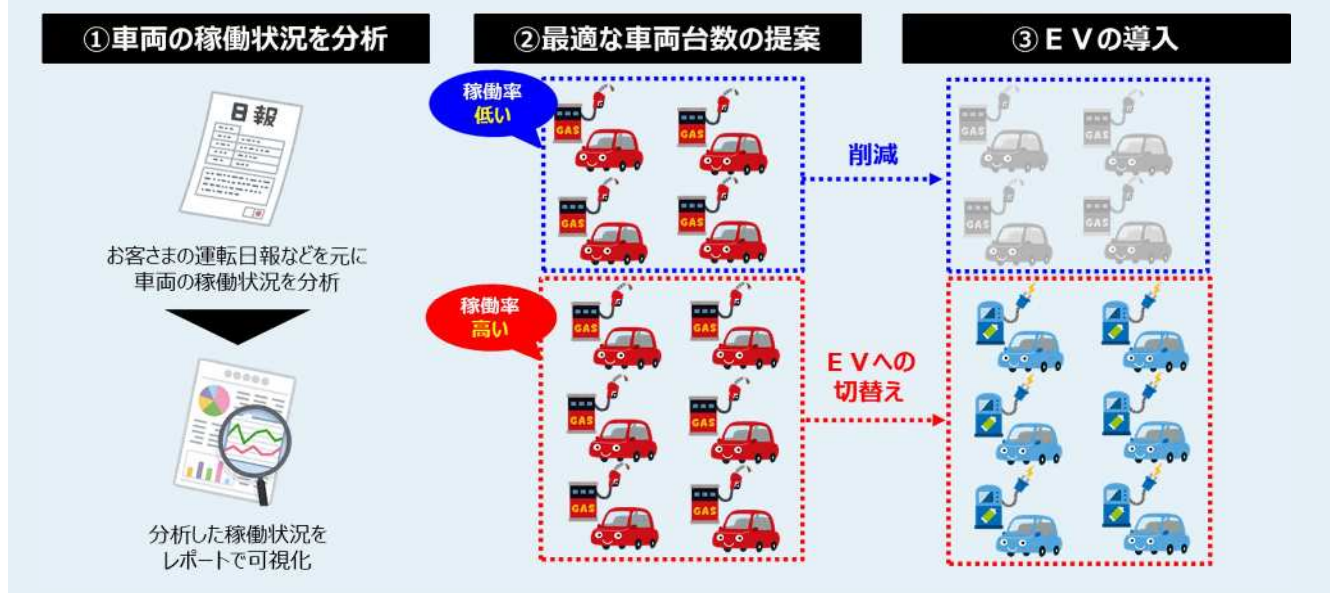 ①車両の稼働状況を分析
日報
お客さまの運転日報などを元に
車両の稼働状況を分析
分析した稼働状況を
レポートで可視化
②最適な車両台数の提案
稼働率
低い
GAS
GAS
GAS
GAS
稼働率
高い
GAS
GAS
GAS
GAS
GAS
GAS
削減
ＥＶへの
切替え
③ＥＶの導入
GAS
GAS
GAS
GAS